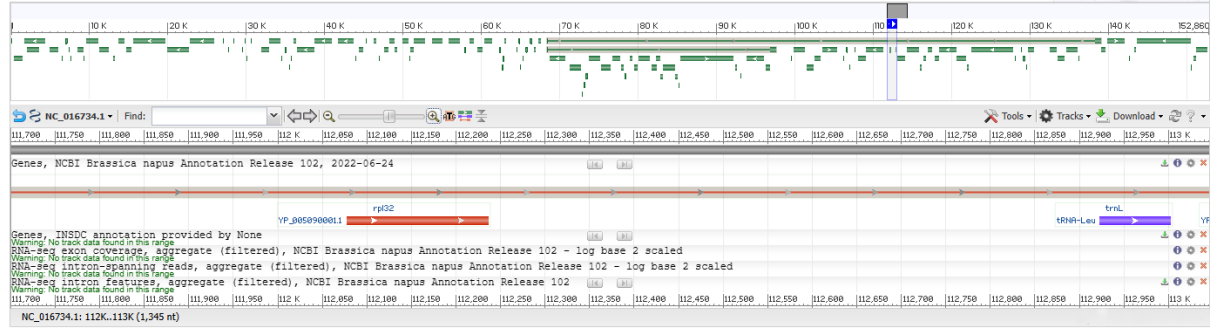 10 K 20 K 30 K 40 K 50 K 60 K 70 K 80 K 90 K 100 K 110 120 K 130 K 140 K 152,860
NC_016734.1 Find: ATG Tools Tracks Download ?
111,700 111,750 111,800 111,850 111,900 111,950 112 K 112,050 112,100 112,150 112,200 112,250 112,300 112,350 112,400 112,450 112,500 112,550 112,600 112,650 112,700 112,750 112,800 112,850 112,900 112,950 113 K
Genes, NCBI Brassica napus Annotation Release 102, 2022-06-24
rpl32 trnL
YP_005090001.1 tRNA-Leu YF
Genes, INSDC annotation provided by None
Warning: No track data found in this range
RNA-seq exon coverage, aggregate (filtered), NCBI Brassica napus Annotation Release 102 - log base 2 scaled
Warning: No track data found in this range
RNA-seq intron-spanning reads, aggregate (filtered), NCBI Brassica napus Annotation Release 102 - log base 2 scaled
Warning: No track data found in this range
RNA-seq intron features, aggregate (filtered), NCBI Brassica napus Annotation Release 102
Warning: No track data found in this range
111,700 111,750 111,800 111,850 111,900 111,950 112 K 112,050 112,100 112,150 112,200 112,250 112,300 112,350 112,400 112,450 112,500 112,550 112,600 112,650 112,700 112,750 112,800 112,850 112,900 112,950 113 K
NC_016734.1: 112K..113K (1,345 nt)